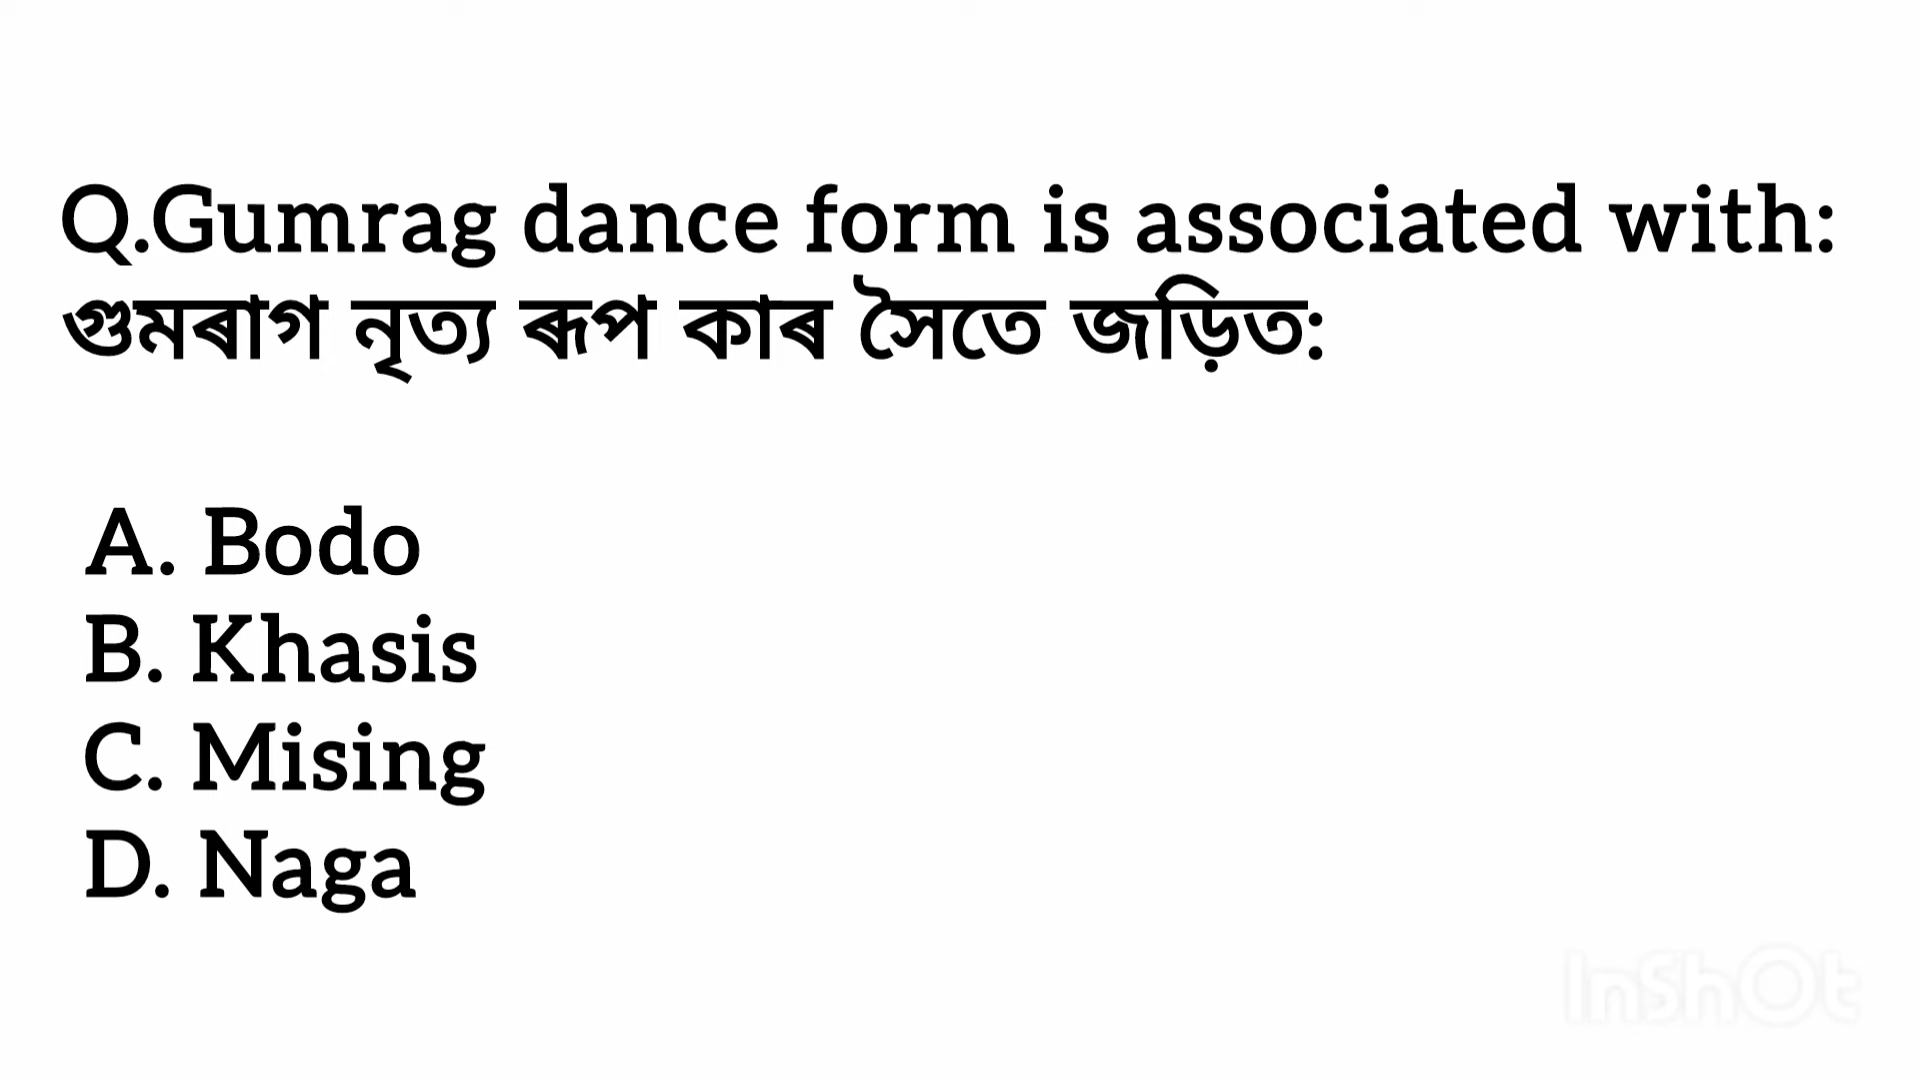 Q.Gumrag dance form is associated with:
গুমৰাগ নৃত্য ৰূপ কাৰ সৈতে জড়িত:
A. Bodo
B. Khasis
C. Mising
D. Naga
InShOt